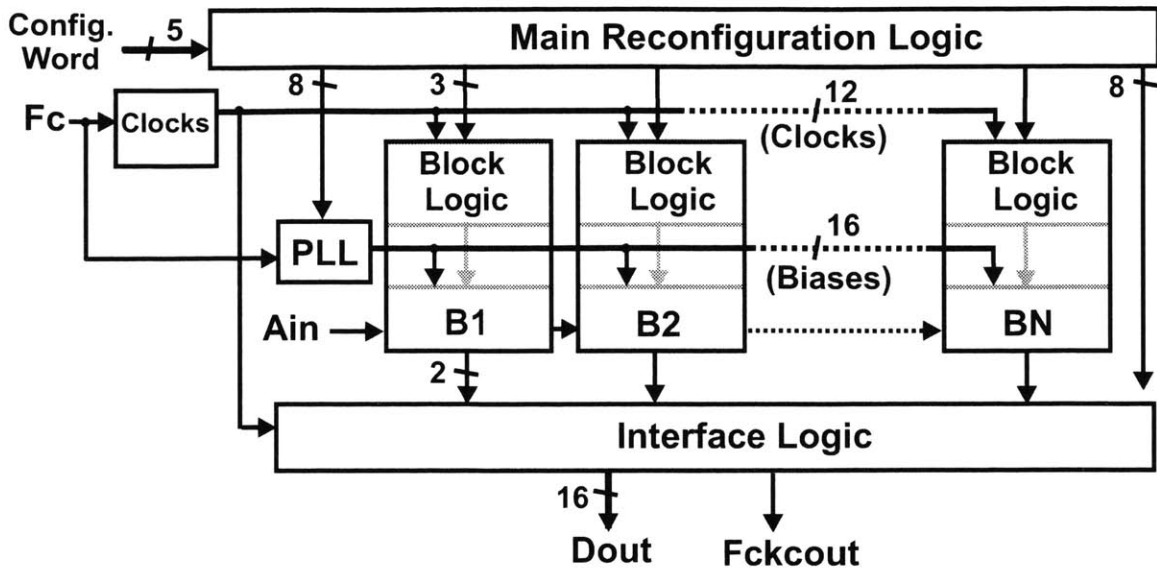 Config.
Word
5
Main Reconfiguration Logic
8
3
8
Fc
Clocks
12
(Clocks)
Block
Logic
Block
Logic
Block
Logic
PLL
16
(Biases)
Ain
B1
B2
BN
2
Interface Logic
16
Dout
Fckcout